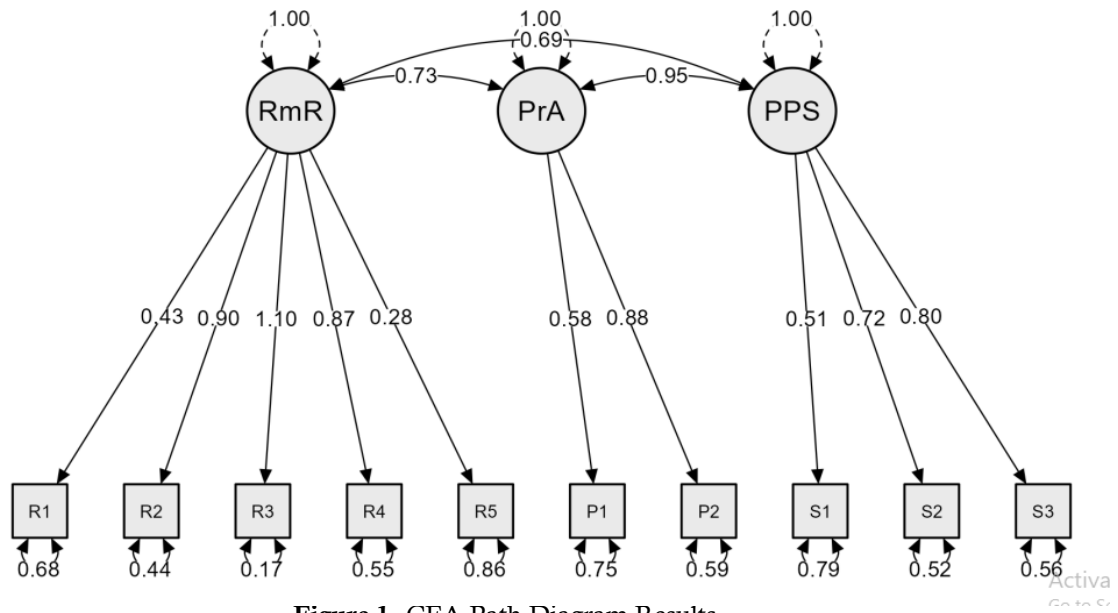 1.00 1.00 1.00
0.69
0.73 0.95
RmR PrA PPS
0.43 0.90 1.10 0.87 0.28 0.58 0.88 0.51 0.72 0.80
R1 R2 R3 R4 R5 P1 P2 S1 S2 S3
0.68 0.44 0.17 0.55 0.86 0.75 0.59 0.79 0.52 0.56
Activa
Figure 1. CFA Path Diagram Results
Go to Se